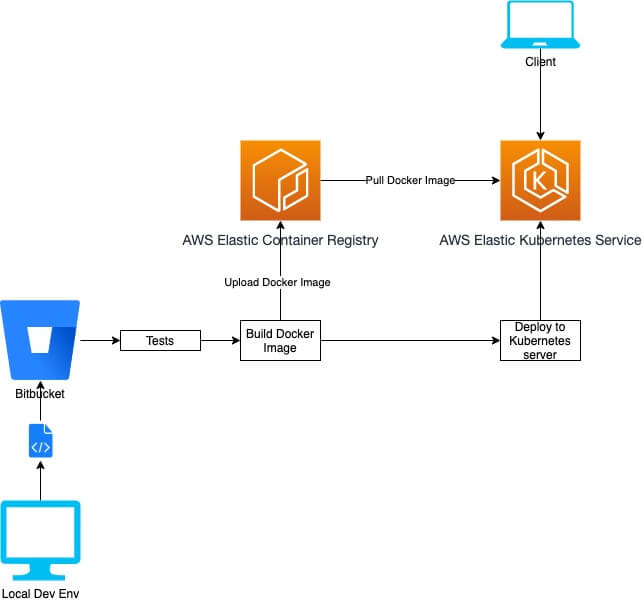 Client
Pull Docker Image
AWS Elastic Container Registry
AWS Elastic Kubernetes Service
Upload Docker Image
Tests
Build Docker
Image
Deploy to
Kubernetes
server
Bitbucket
</>
Local Dev Env